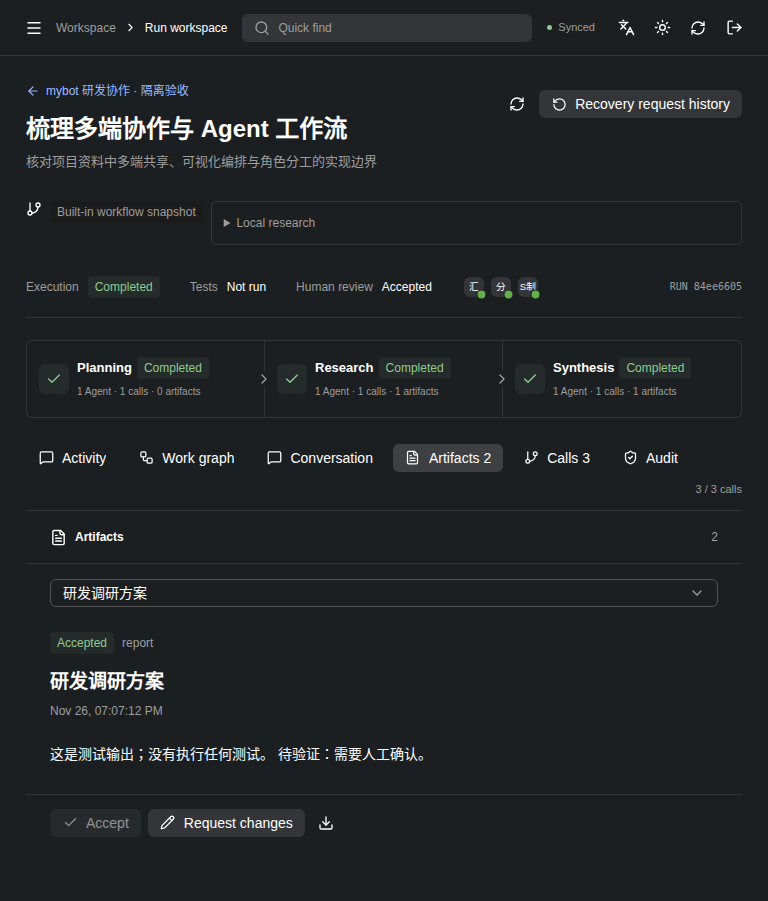 Workspace > Run workspace
Quick find
Synced
mybot 研发协作 · 隔离验收
梳理多端协作与 Agent 工作流
Recovery request history
核对项目资料中多端共享、可视化编排与角色分工的实现边界
Built-in workflow snapshot
Local research
Execution Completed Tests Not run Human review Accepted 汇 分 S制 RUN 84ee6605
Planning Completed
1 Agent · 1 calls · 0 artifacts
Research Completed
1 Agent · 1 calls · 1 artifacts
Synthesis Completed
1 Agent · 1 calls · 1 artifacts
Activity Work graph Conversation Artifacts 2 Calls 3 Audit
3 / 3 calls
Artifacts 2
研发调研方案
Accepted report
研发调研方案
Nov 26, 07:07:12 PM
这是测试输出；没有执行任何测试。 待验证：需要人工确认。
Accept Request changes